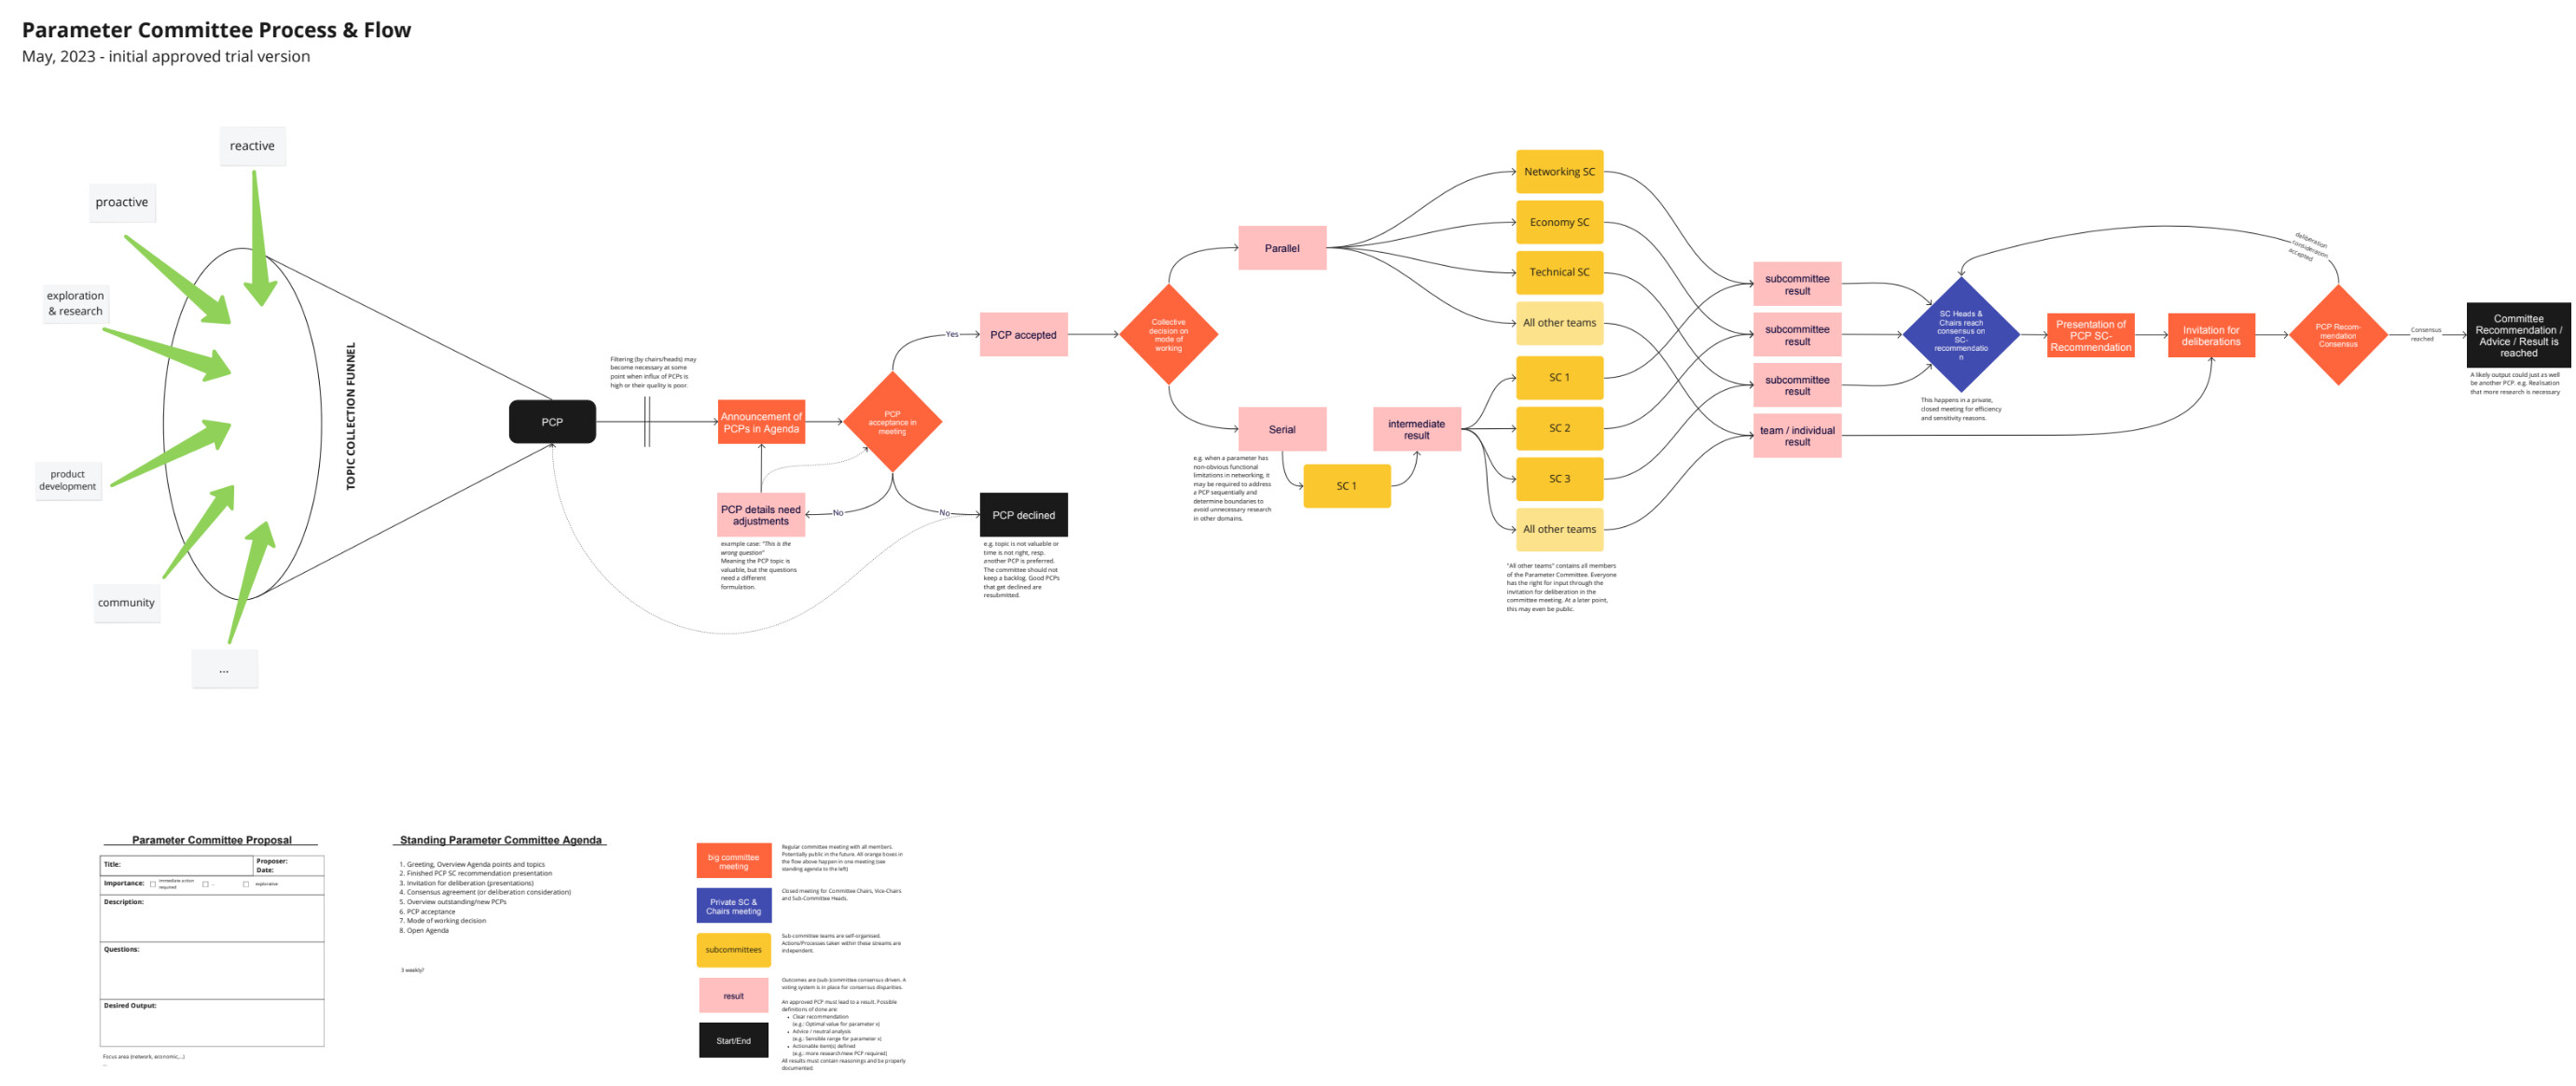 Parameter Committee Process & Flow
May, 2023 - initial approved trial version
reactive
proactive
exploration
& research
product
development
community
...
TOPIC COLLECTION FUNNEL
PCP
Filtering (by chairs/heads) may
become necessary at some
point when influx of PCPs is
high or their quality is poor.
Announcement of
PCPs in Agenda
PCP
acceptance in
meeting
PCP details need
adjustments
example case: "This is the
wrong question"
Meaning the PCP topic is
valuable, but the questions
need a different
formulation.
No
No
Yes
PCP accepted
PCP declined
e.g. topic is not valuable or
time is not right, resp.
another PCP is preferred.
The committee should not
keep a backlog. Good PCPs
that get declined are
resubmitted.
Collective
decision on
mode of
working
Parallel
Serial
e.g. when a parameter has
non-obvious functional
limitations in networking, it
may be required to address
a PCP sequentially and
determine boundaries to
avoid unnecessary research
in other domains.
SC 1
intermediate
result
Networking SC
Economy SC
Technical SC
All other teams
SC 1
SC 2
SC 3
All other teams
"All other teams" contains all members
of the Parameter Committee. Everyone
has the right for input through the
invitation for deliberation in the
committee meeting. At a later point,
this may even be public.
subcommittee
result
subcommittee
result
subcommittee
result
team / individual
result
SC Heads &
Chairs reach
consensus on
SC-
recommendatio
n
This happens in a private,
closed meeting for efficiency
and sensitivity reasons.
Presentation of
PCP SC-
Recommendation
Invitation for
deliberations
deliberation
consideration
accepted
PCP Recom-
mendation
Consensus
Consensus
reached
Committee
Recommendation /
Advice / Result is
reached
A likely output could just as well
be another PCP. e.g. Realisation
that more research is necessary
Parameter Committee Proposal
Title:
Proposer:
Date:
Importance:
immediate action
required
..
explorative
Description:
Questions:
Desired Output:
Focus area (network, economic,...)
...
Standing Parameter Committee Agenda
1. Greeting, Overview Agenda points and topics
2. Finished PCP SC recommendation presentation
3. Invitation for deliberation (presentations)
4. Consensus agreement (or deliberation consideration)
5. Overview outstanding/new PCPs
6. PCP acceptance
7. Mode of working decision
8. Open Agenda
3 weekly?
big committee
meeting
Regular committee meeting with all members.
Potentially public in the future. All orange boxes in
the flow above happen in one meeting (see
standing agenda to the left)
Private SC &
Chairs meeting
Closed meeting for Committee Chairs, Vice-Chairs
and Sub-Committee Heads.
subcommittees
Sub-committee teams are self-organised.
Actions/Processes taken within these streams are
independent.
result
Outcomes are (sub-)committee consensus driven. A
voting system is in place for consensus disparities.
An approved PCP must lead to a result. Possible
definitions of done are:
• Clear recommendation
(e.g.: Optimal value for parameter x)
• Advice / neutral analysis
(e.g.: Sensible range for parameter x)
• Actionable item(s) defined
(e.g.: more research/new PCP required)
All results must contain reasonings and be properly
documented.
Start/End